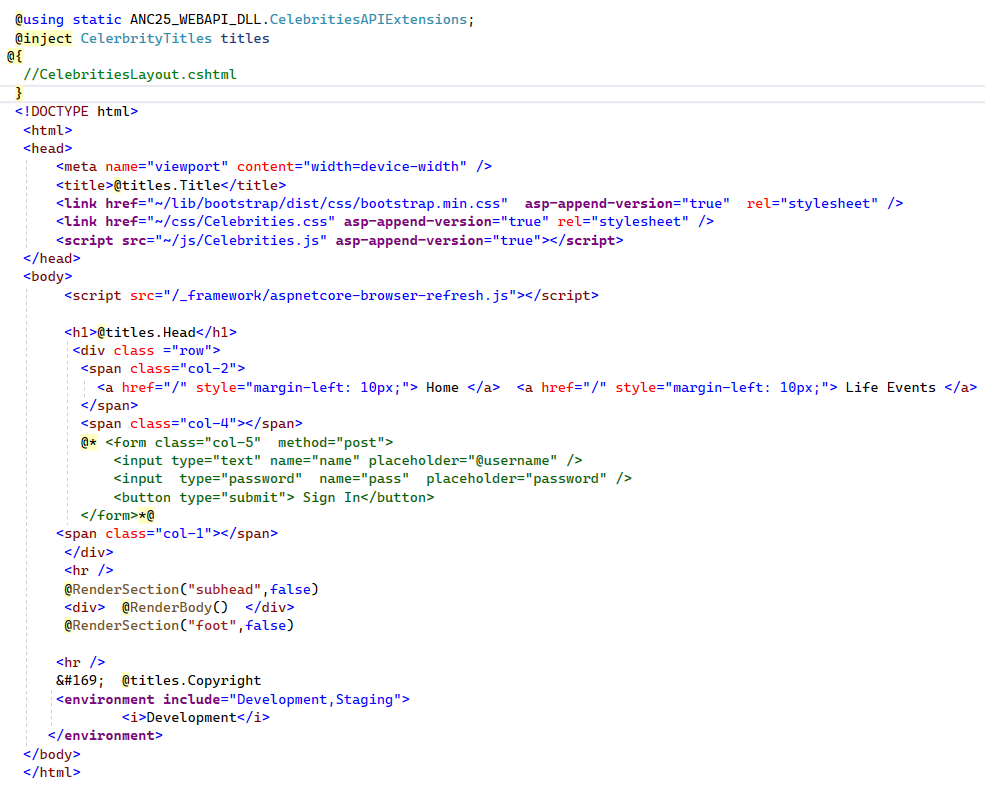 @using static ANC25_WEBAPI_DLL.CelebritiesAPIExtensions;
@inject CelerbrityTitles titles
@{
//CelebritiesLayout.cshtml
}
<!DOCTYPE html>
<html>
<head>
<meta name="viewport" content="width=device-width" />
<title>@titles.Title</title>
<link href="~/lib/bootstrap/dist/css/bootstrap.min.css"  asp-append-version="true"  rel="stylesheet" />
<link href="~/css/Celebrities.css" asp-append-version="true" rel="stylesheet" />
<script src="~/js/Celebrities.js" asp-append-version="true"></script>
</head>
<body>
<script src="/_framework/aspnetcore-browser-refresh.js"></script>
<h1>@titles.Head</h1>
<div class ="row">
<span class="col-2">
<a href="/" style="margin-left: 10px;"> Home </a>  <a href="/" style="margin-left: 10px;"> Life Events </a>
</span>
<span class="col-4"></span>
@* <form class="col-5"  method="post">
<input type="text" name="name" placeholder="@username" />
<input  type="password"  name="pass"  placeholder="password" />
<button type="submit"> Sign In</button>
</form>*@
<span class="col-1"></span>
</div>
<hr />
@RenderSection("subhead",false)
<div>  @RenderBody()  </div>
@RenderSection("foot",false)
<hr />
&#169;  @titles.Copyright
<environment include="Development,Staging">
<i>Development</i>
</environment>
</body>
</html>